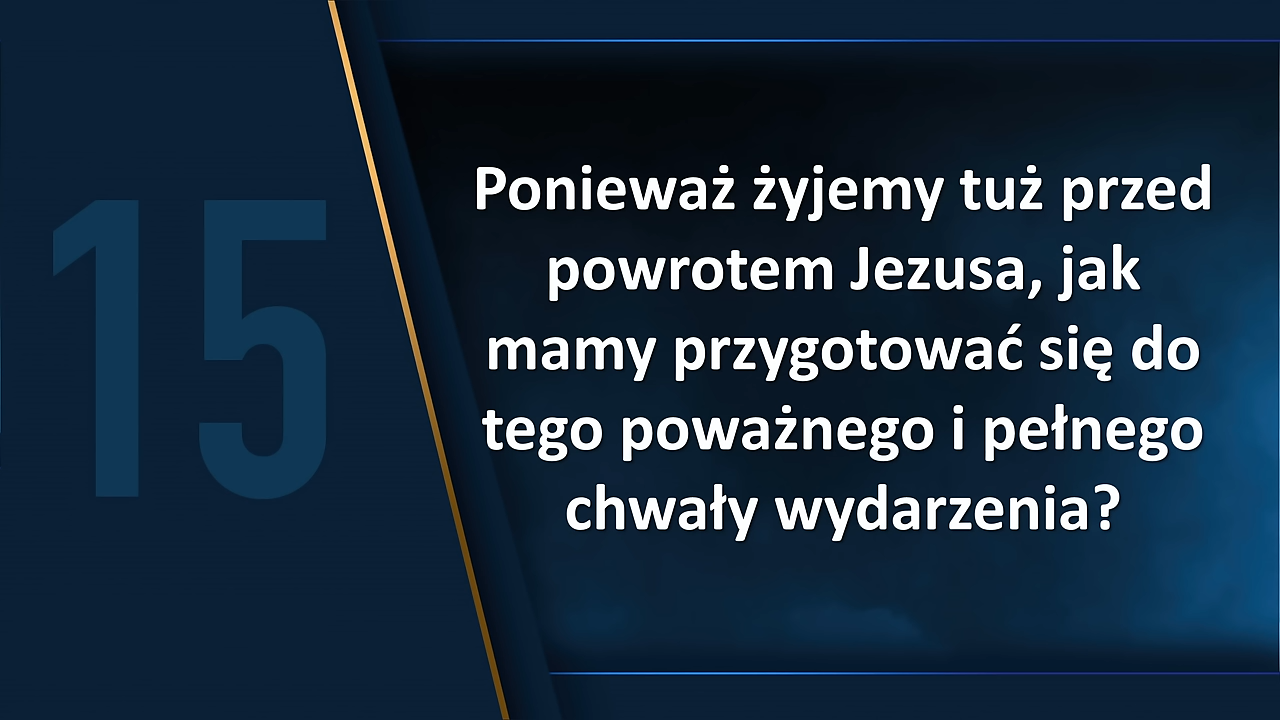 15
Ponieważ żyjemy tuż przed
powrotem Jezusa, jak
mamy przygotować się do
tego poważnego i pełnego
chwały wydarzenia?